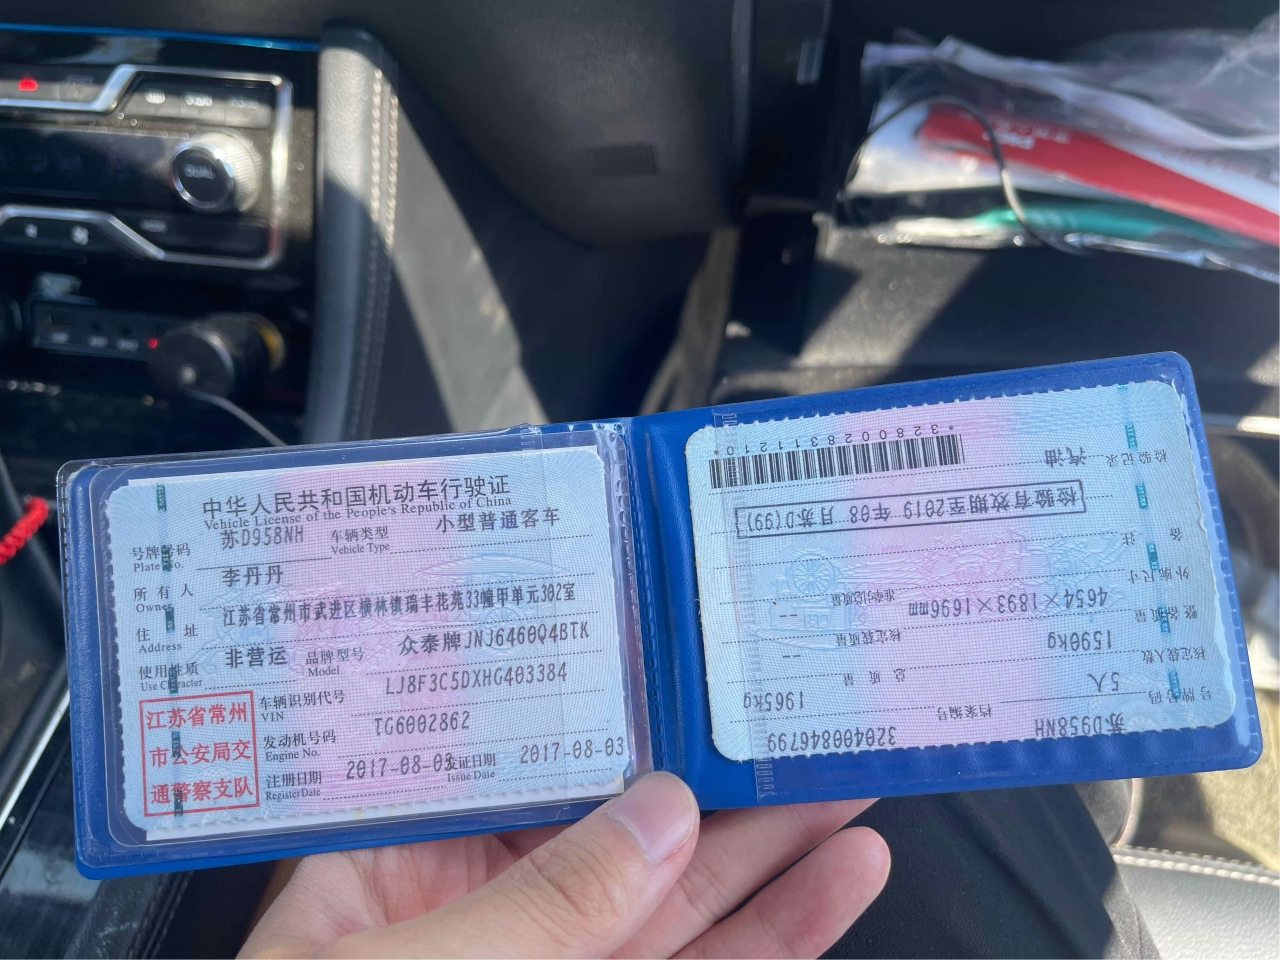 中华人民共和国机动车行驶证
Vehicle License of the People's Republic of China
号牌号码 苏D958NH 车辆类型 小型普通客车
Plate No. Vehicle Type
所有人 李丹丹
Owner
住址 江苏省常州市武进区横林镇瑞丰花苑33幢甲单元302室
Address
使用性质 非营运 品牌型号 众泰牌JNJ6460Q4BTK
Use Character Model
江苏省常州
市公安局交
通警察支队
车辆识别代号 LJ8F3C5DXHG403384
VIN
发动机号码 TG6002862
Engine No.
注册日期 2017-08-03 发证日期 2017-08-03
Register Date Issue Date
号牌号码 苏D958NH 档案编号 320400846799
核定载人数 5人 总质量 1965kg
整备质量 1590kg 核定载质量 --
外廓尺寸 4654×1893×1696mm 准牵引总质量 --
备注
检验有效期至2019年08月苏D(99)
检验记录 汽油
*3280028311210*
DUAL